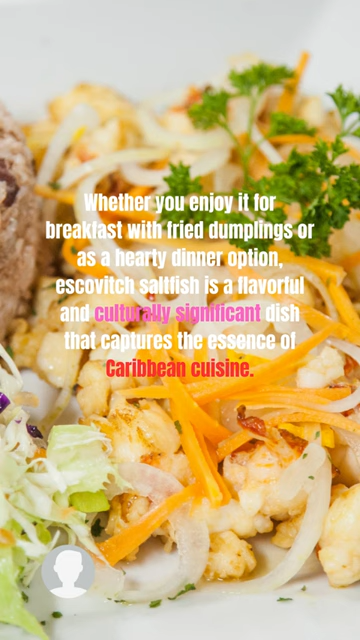 Whether you enjoy it for
breakfast with fried dumplings or
as a hearty dinner option,
escovitch saltfish is a flavorful
and culturally significant dish
that captures the essence of
Caribbean cuisine.